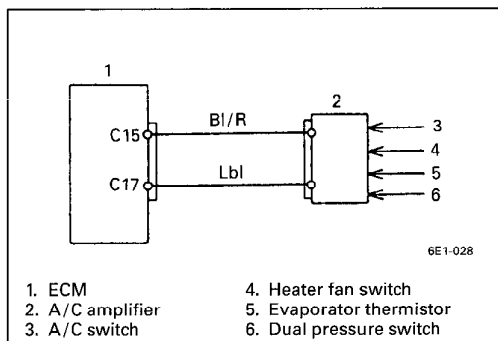 1
2
C15
Bl/R
3
4
C17
Lbl
5
6
6E1-028
1. ECM
2. A/C amplifier
3. A/C switch
4. Heater fan switch
5. Evaporator thermistor
6. Dual pressure switch